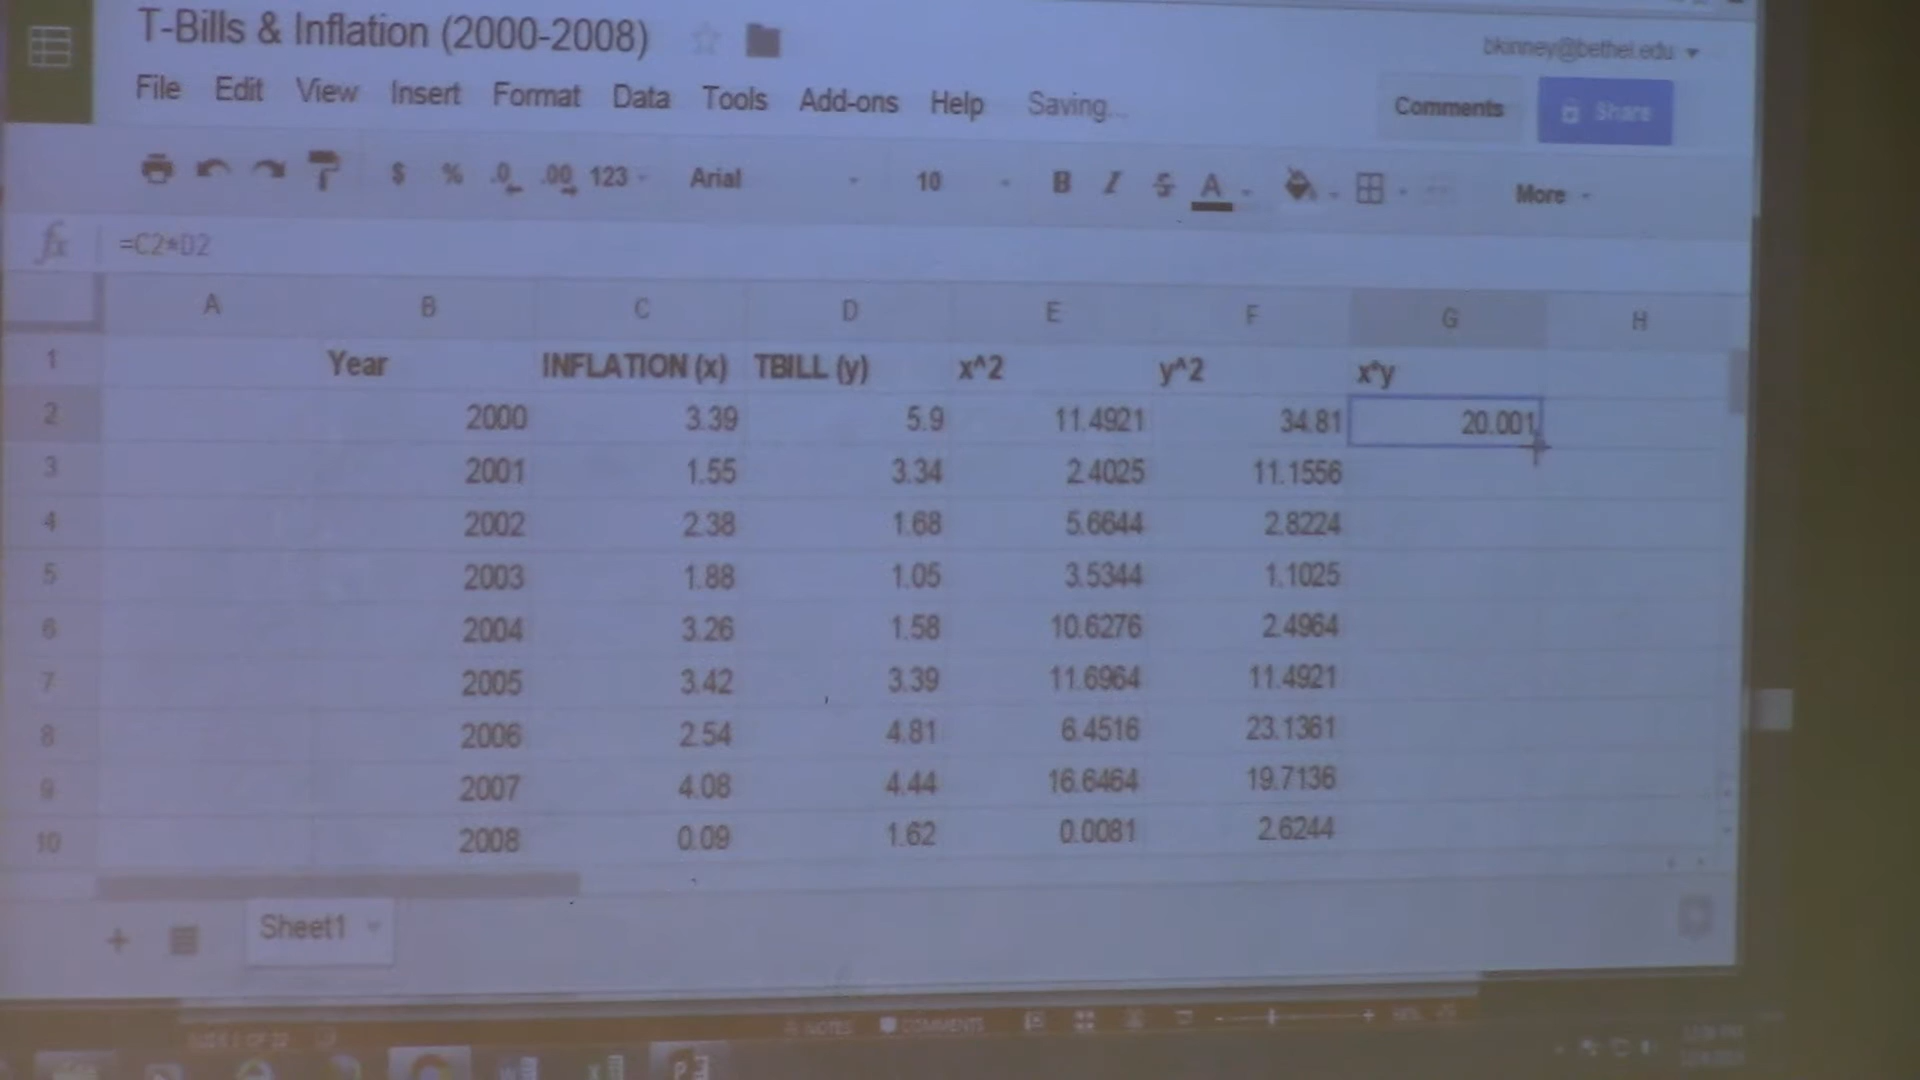 T-Bills & Inflation (2000-2008)
bkinney@bethel.edu
File Edit View Insert Format Data Tools Add-ons Help Saving...
Comments Share
$ % .0 .00 123 Arial 10 B I S A More
fx =C2*D2
A B C D E F G H
1 Year INFLATION (x) TBILL (y) x^2 y^2 x*y
2 2000 3.39 5.9 11.4921 34.81 20.001
3 2001 1.55 3.34 2.4025 11.1556
4 2002 2.38 1.68 5.6644 2.8224
5 2003 1.88 1.05 3.5344 1.1025
6 2004 3.26 1.58 10.6276 2.4964
7 2005 3.42 3.39 11.6964 11.4921
8 2006 2.54 4.81 6.4516 23.1361
9 2007 4.08 4.44 16.6464 19.7136
10 2008 0.09 1.62 0.0081 2.6244
+ Sheet1
NOTES COMMENTS